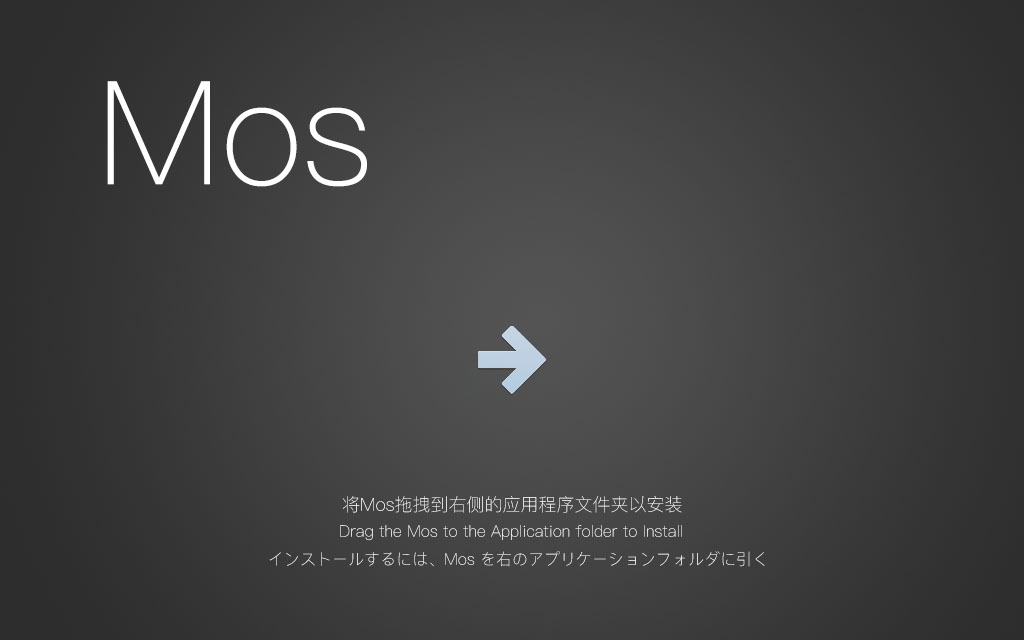 Mos
将Mos拖拽到右侧的应用程序文件夹以安装
Drag the Mos to the Application folder to Install
インストールするには、Mos を右のアプリケーションフォルダに引く